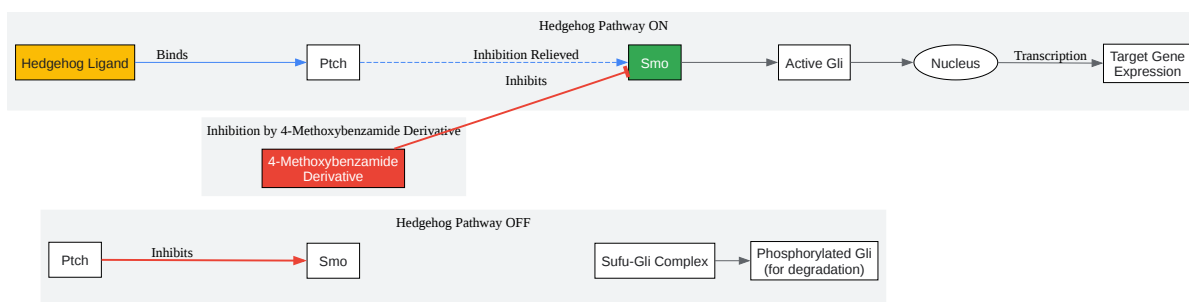 Hedgehog Pathway ON
Hedgehog Ligand
Binds
Ptch
Inhibition Relieved
Inhibits
Smo
Active Gli
Nucleus
Transcription
Target Gene
Expression
Inhibition by 4-Methoxybenzamide Derivative
4-Methoxybenzamide
Derivative
Hedgehog Pathway OFF
Ptch
Inhibits
Smo
Sufu-Gli Complex
Phosphorylated Gli
(for degradation)